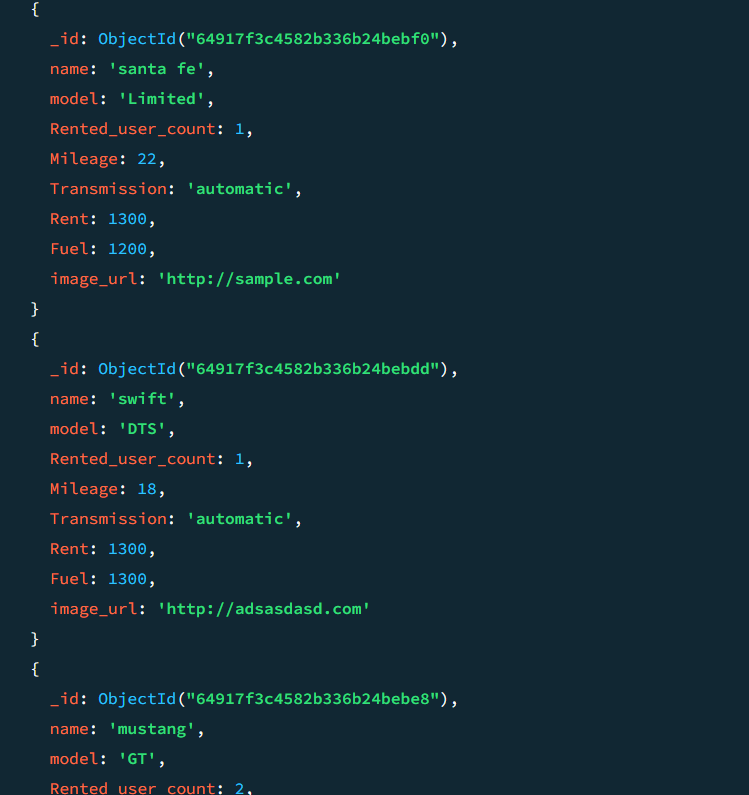 {
_id: ObjectId("64917f3c4582b336b24bebf0"),
name: 'santa fe',
model: 'Limited',
Rented_user_count: 1,
Mileage: 22,
Transmission: 'automatic',
Rent: 1300,
Fuel: 1200,
image_url: 'http://sample.com'
}
{
_id: ObjectId("64917f3c4582b336b24bebdd"),
name: 'swift',
model: 'DTS',
Rented_user_count: 1,
Mileage: 18,
Transmission: 'automatic',
Rent: 1300,
Fuel: 1300,
image_url: 'http://adsasdasd.com'
}
{
_id: ObjectId("64917f3c4582b336b24bebe8"),
name: 'mustang',
model: 'GT',
Rented_user_count: 2,